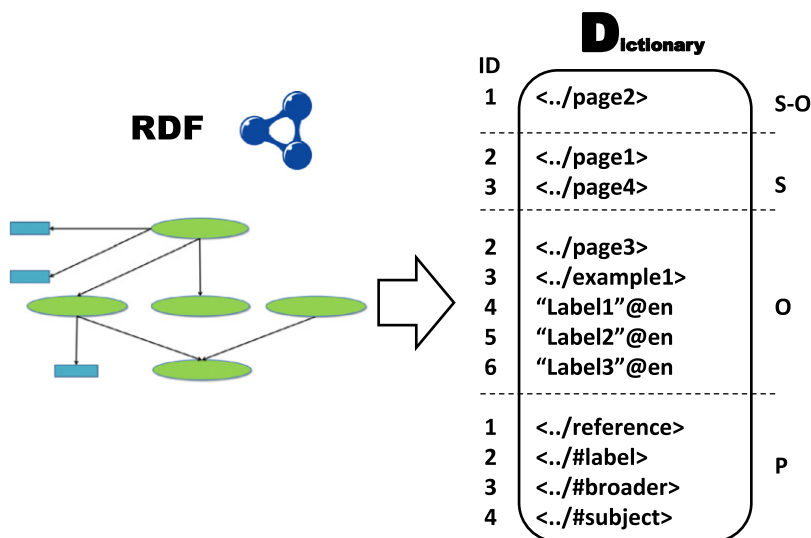 Dictionary
ID
1 <../page2> S-O
RDF
2 <../page1>
3 <../page4> S
2 <../page3>
3 <../example1>
4 “Label1”@en O
5 “Label2”@en
6 “Label3”@en
1 <../reference>
2 <../#label> P
3 <../#broader>
4 <../#subject>